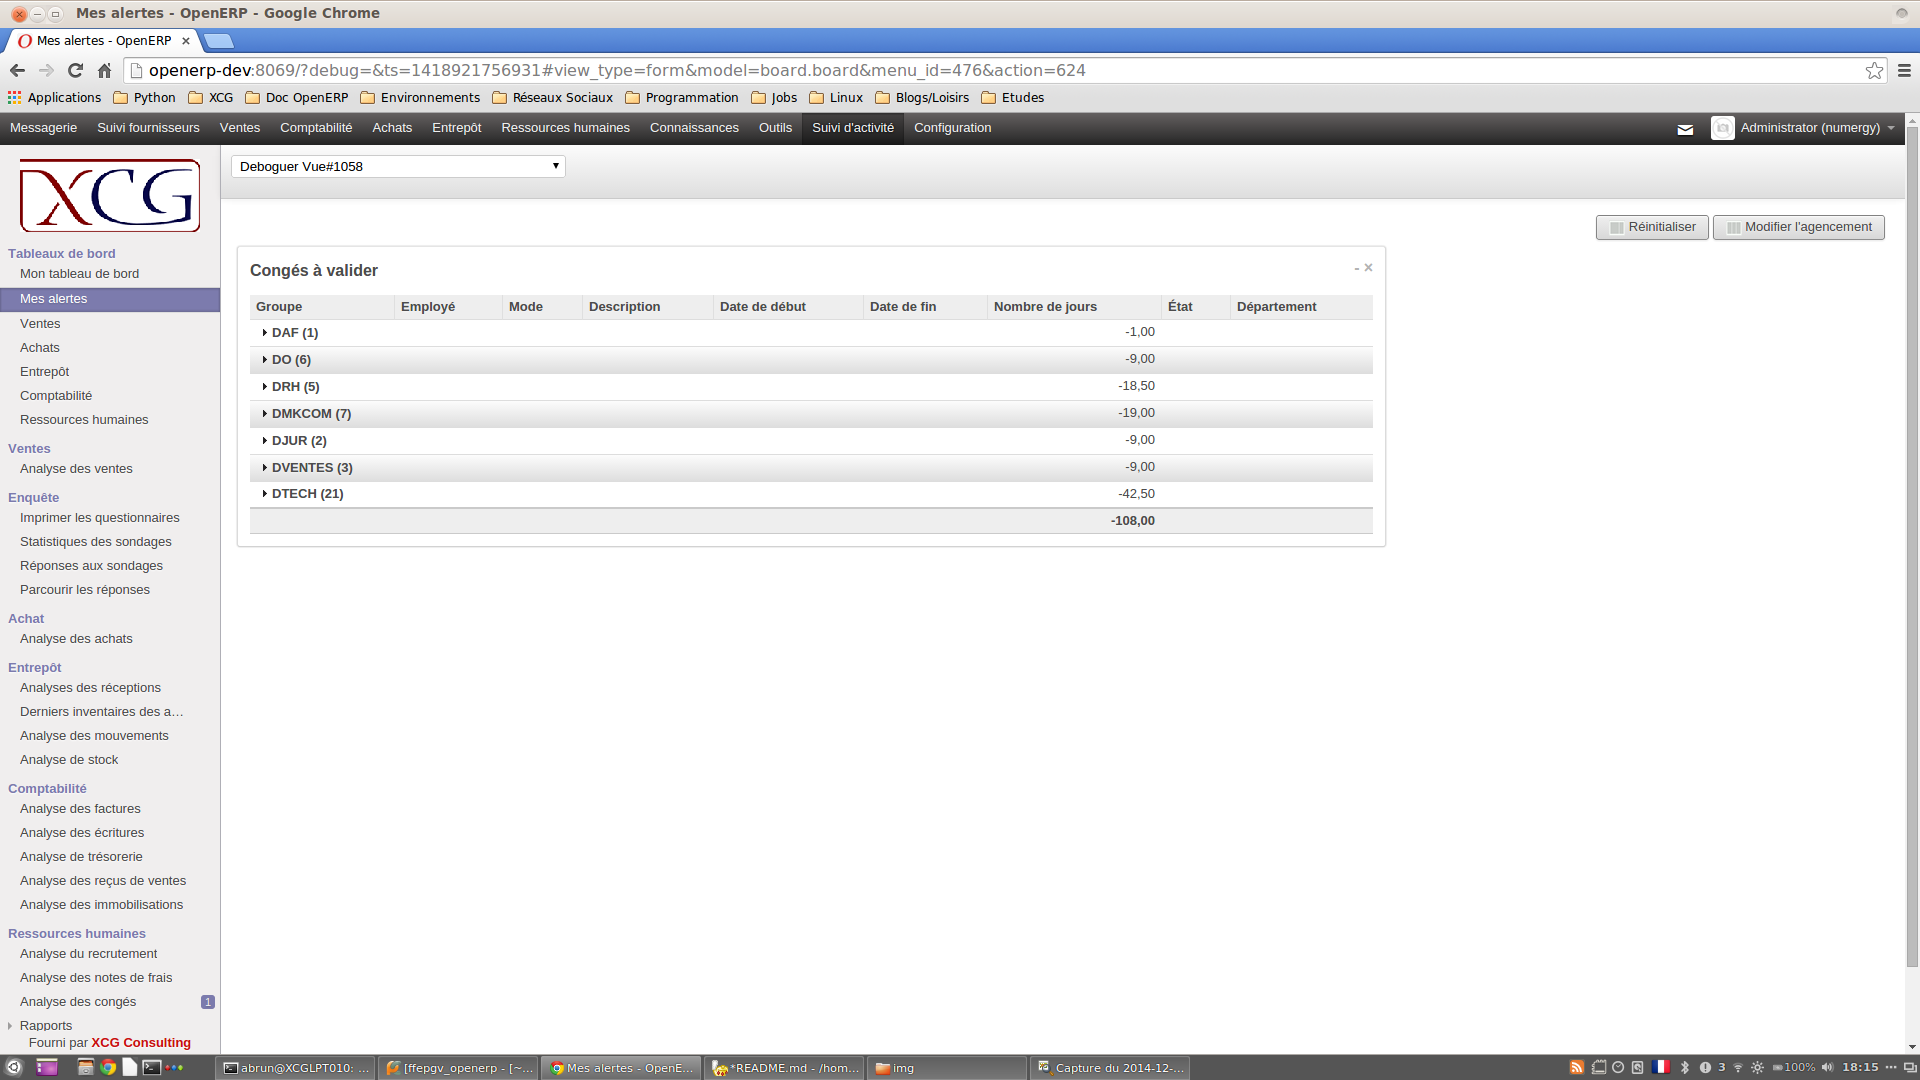 Mes alertes - OpenERP - Google Chrome
Mes alertes - OpenERP
openerp-dev:8069/?debug=&ts=1418921756931#view_type=form&model=board.board&menu_id=476&action=624
Applications Python XCG Doc OpenERP Environnements Réseaux Sociaux Programmation Jobs Linux Blogs/Loisirs Etudes
Messagerie Suivi fournisseurs Ventes Comptabilité Achats Entrepôt Ressources humaines Connaissances Outils Suivi d'activité Configuration Administrator (numergy)
XCG
Tableaux de bord
Mon tableau de bord
Mes alertes
Ventes
Achats
Entrepôt
Comptabilité
Ressources humaines
Ventes
Analyse des ventes
Enquête
Imprimer les questionnaires
Statistiques des sondages
Réponses aux sondages
Parcourir les réponses
Achat
Analyse des achats
Entrepôt
Analyses des réceptions
Derniers inventaires des a…
Analyse des mouvements
Analyse de stock
Comptabilité
Analyse des factures
Analyse des écritures
Analyse de trésorerie
Analyse des reçus de ventes
Analyse des immobilisations
Ressources humaines
Analyse du recrutement
Analyse des notes de frais
Analyse des congés 1
Rapports
Fourni par XCG Consulting
Deboguer Vue#1058
Réinitialiser Modifier l'agencement
Congés à valider
Groupe Employé Mode Description Date de début Date de fin Nombre de jours État Département
DAF (1) -1,00
DO (6) -9,00
DRH (5) -18,50
DMKCOM (7) -19,00
DJUR (2) -9,00
DVENTES (3) -9,00
DTECH (21) -42,50
-108,00
abrun@XCGLPT010: ... [ffepgv_openerp - [~... Mes alertes - OpenE... *README.md - /hom... img Capture du 2014-12-... 3 100% 18:15